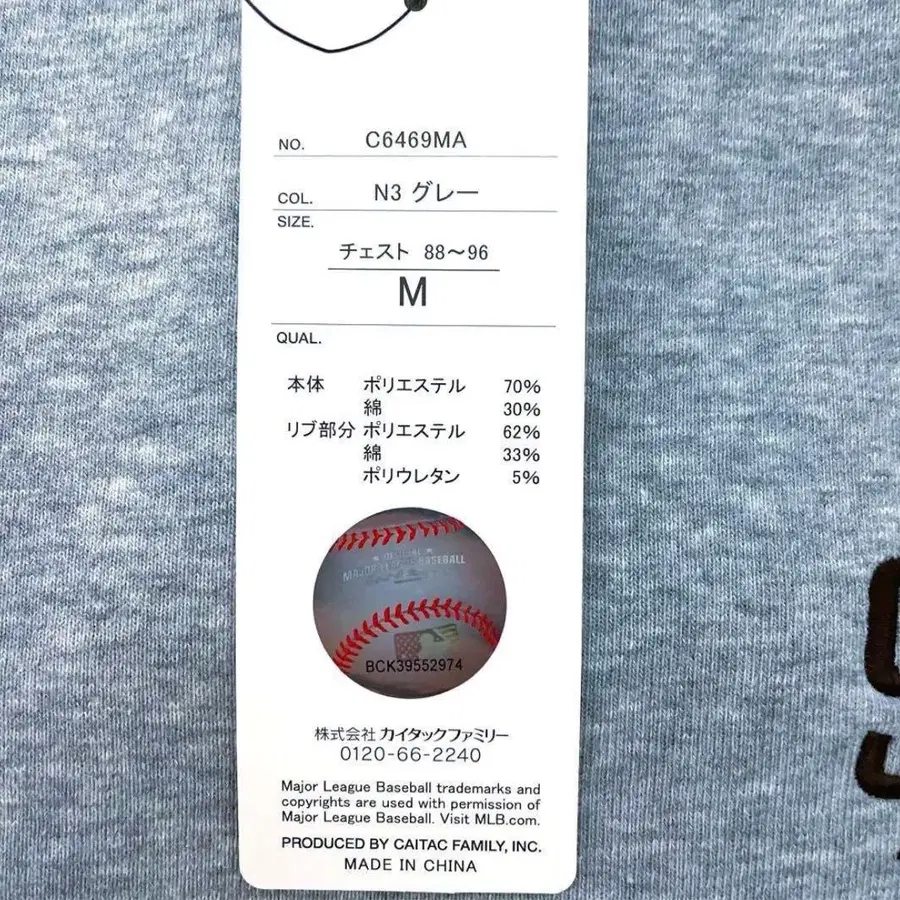 NO. C6469MA
COL. N3 グレー
SIZE.
チェスト 88～96
M
QUAL.
本体 ポリエステル 70%
綿 30%
リブ部分 ポリエステル 62%
綿 33%
ポリウレタン 5%
OFFICIAL
MAJOR LEAGUE BASEBALL
BCK39552974
株式会社 カイタックファミリー
0120-66-2240
Major League Baseball trademarks and
copyrights are used with permission of
Major League Baseball. Visit MLB.com.
PRODUCED BY CAITAC FAMILY, INC.
MADE IN CHINA